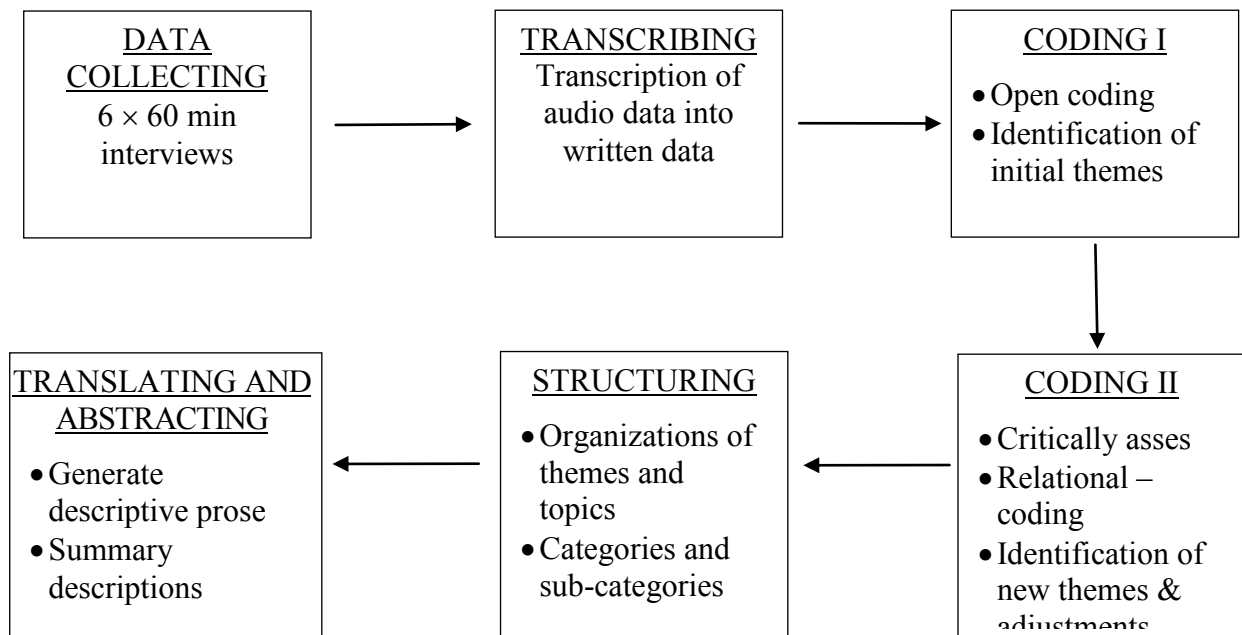 DATA
COLLECTING
6 × 60 min
interviews
TRANSCRIBING
Transcription of
audio data into
written data
CODING I
• Open coding
• Identification of
initial themes
CODING II
• Critically asses
• Relational –
coding
• Identification of
new themes &
adjustments
STRUCTURING
• Organizations of
themes and
topics
• Categories and
sub-categories
TRANSLATING AND
ABSTRACTING
• Generate
descriptive prose
• Summary
descriptions